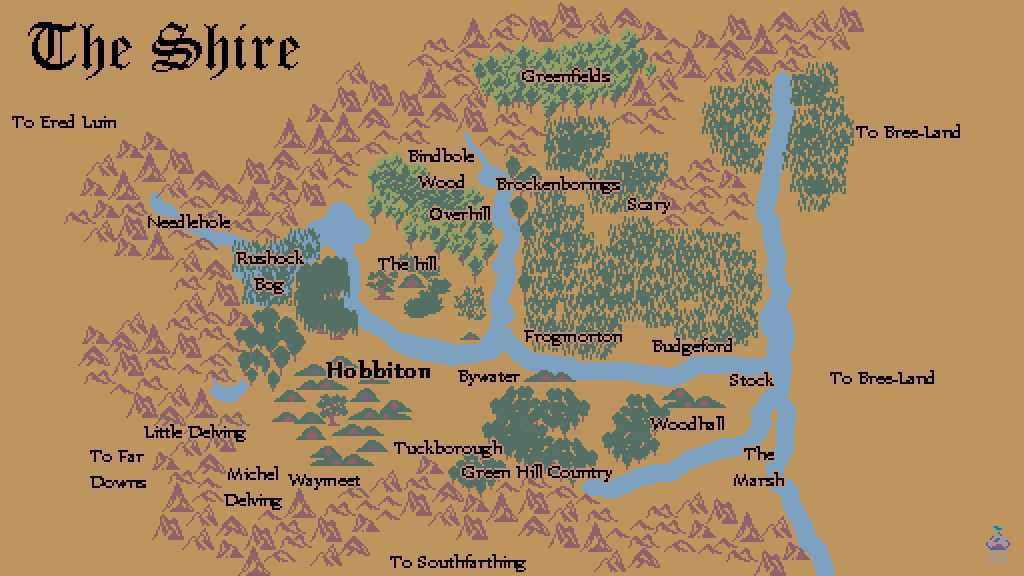 The Shire
Greenfields
To Ered Luin
To Bree-Land
Bindbole
Wood
Brockenborings
Scary
Overhill
Needlehole
Rushock
Bog
The hill
Frogmorton
Budgeford
Hobbiton
Bywater
Stock
To Bree-Land
Woodhall
Little Delving
Tuckborough
To Far
Downs
The
Marsh
Michel
Delving
Waymeet
Green Hill Country
To Southfarthing